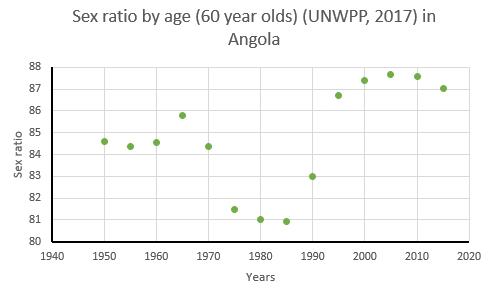 Sex ratio by age (60 year olds) (UNWPP, 2017) in
Angola
88
87
86
85
84
83
82
81
80
Sex ratio
1940 1950 1960 1970 1980 1990 2000 2010 2020
Years